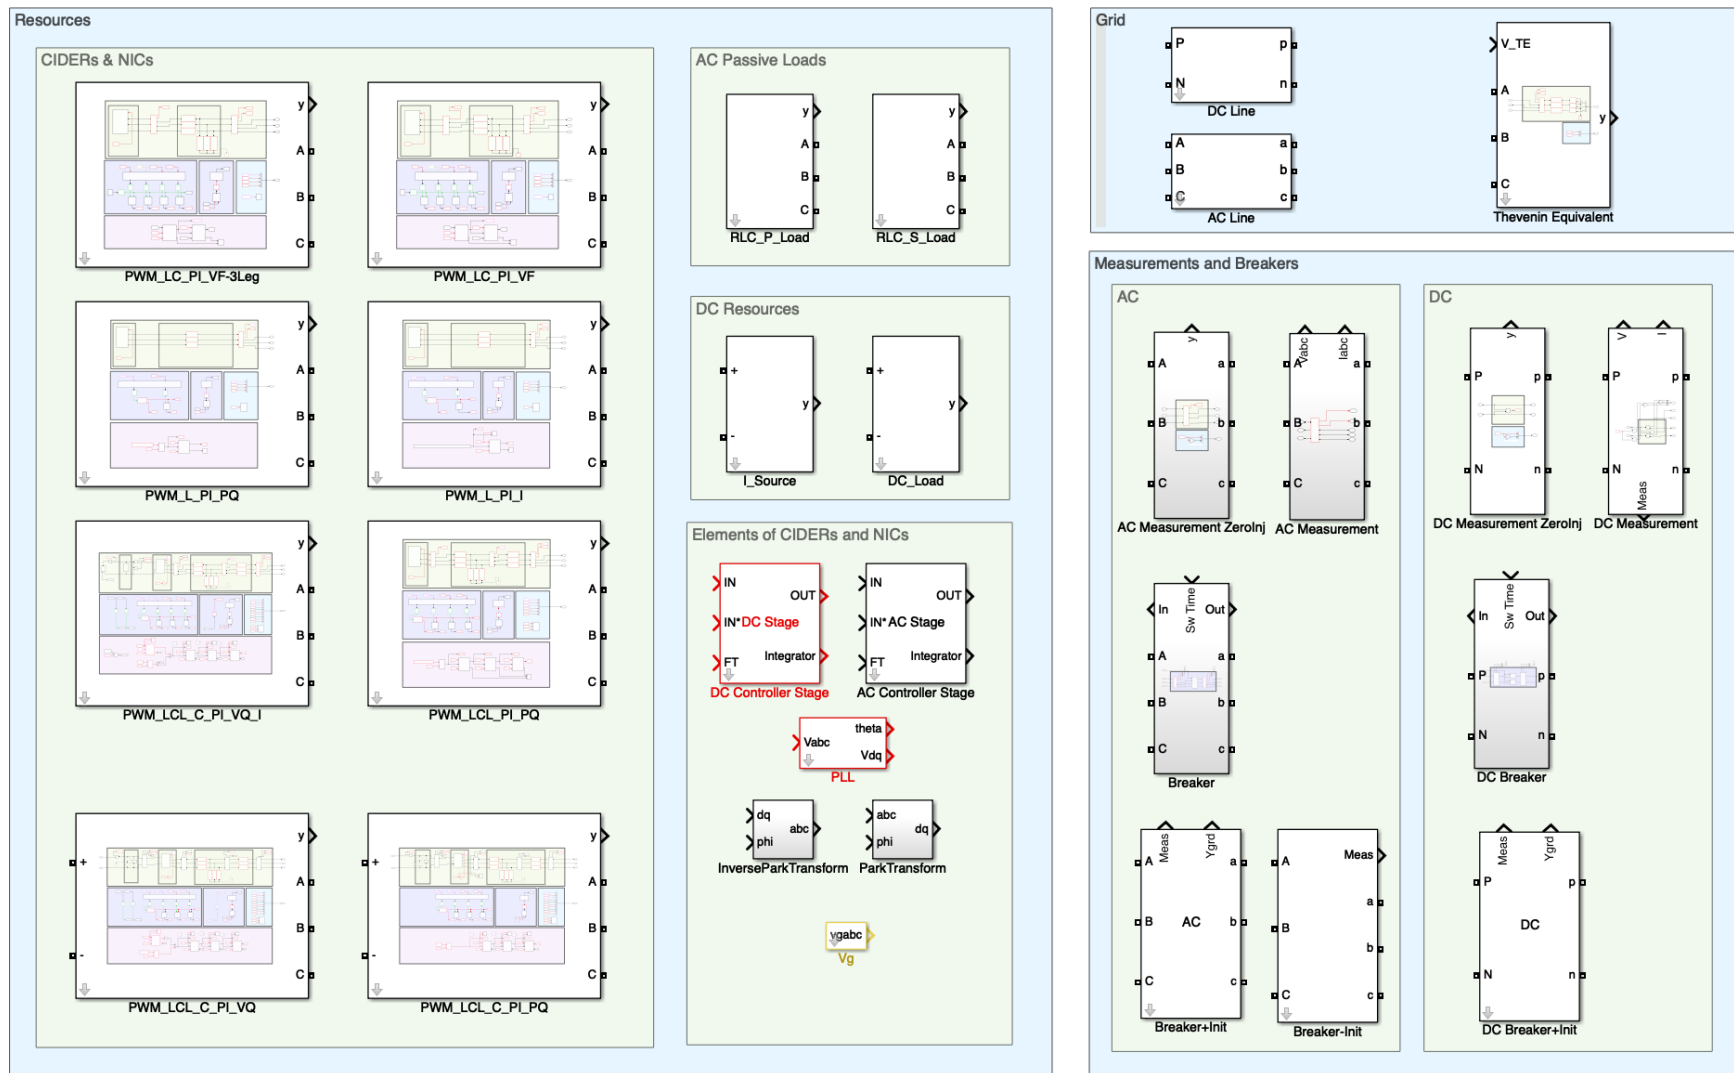 Resources
CIDERs & NICs
y
A
B
C
PWM_LC_PI_VF-3Leg
y
A
B
C
PWM_LC_PI_VF
y
A
B
C
PWM_L_PI_PQ
y
A
B
C
PWM_L_PI_I
y
A
B
C
PWM_LCL_C_PI_VQ_I
y
A
B
C
PWM_LCL_PI_PQ
+
-
y
A
B
C
PWM_LCL_C_PI_VQ
+
-
y
A
B
C
PWM_LCL_C_PI_PQ
AC Passive Loads
y
A
B
C
RLC_P_Load
y
A
B
C
RLC_S_Load
DC Resources
+
-
y
I_Source
+
-
y
DC_Load
Elements of CIDERs and NICs
IN
OUT
IN* DC Stage
Integrator
FT
DC Controller Stage
IN
OUT
IN* AC Stage
Integrator
FT
AC Controller Stage
Vabc
theta
Vdq
PLL
dq
phi
abc
InverseParkTransform
abc
phi
dq
ParkTransform
vgabc
Vg
Grid
P
p
N
n
DC Line
A
a
B
b
C
c
AC Line
V_TE
A
B
C
y
Thevenin Equivalent
Measurements and Breakers
AC
y
A
a
B
b
C
c
AC Measurement ZeroInj
Vabc
Iabc
A
a
B
b
C
c
AC Measurement
Sw Time
In
Out
A
a
B
b
C
c
Breaker
Meas
Ygrd
A
a
B
AC
b
C
c
Breaker+Init
Meas
A
a
B
b
C
c
Breaker-Init
DC
y
P
p
N
n
DC Measurement ZeroInj
V
I
P
p
N
n
Meas
DC Measurement
Sw Time
In
Out
P
p
N
n
DC Breaker
Meas
Ygrd
P
p
DC
N
n
DC Breaker+Init